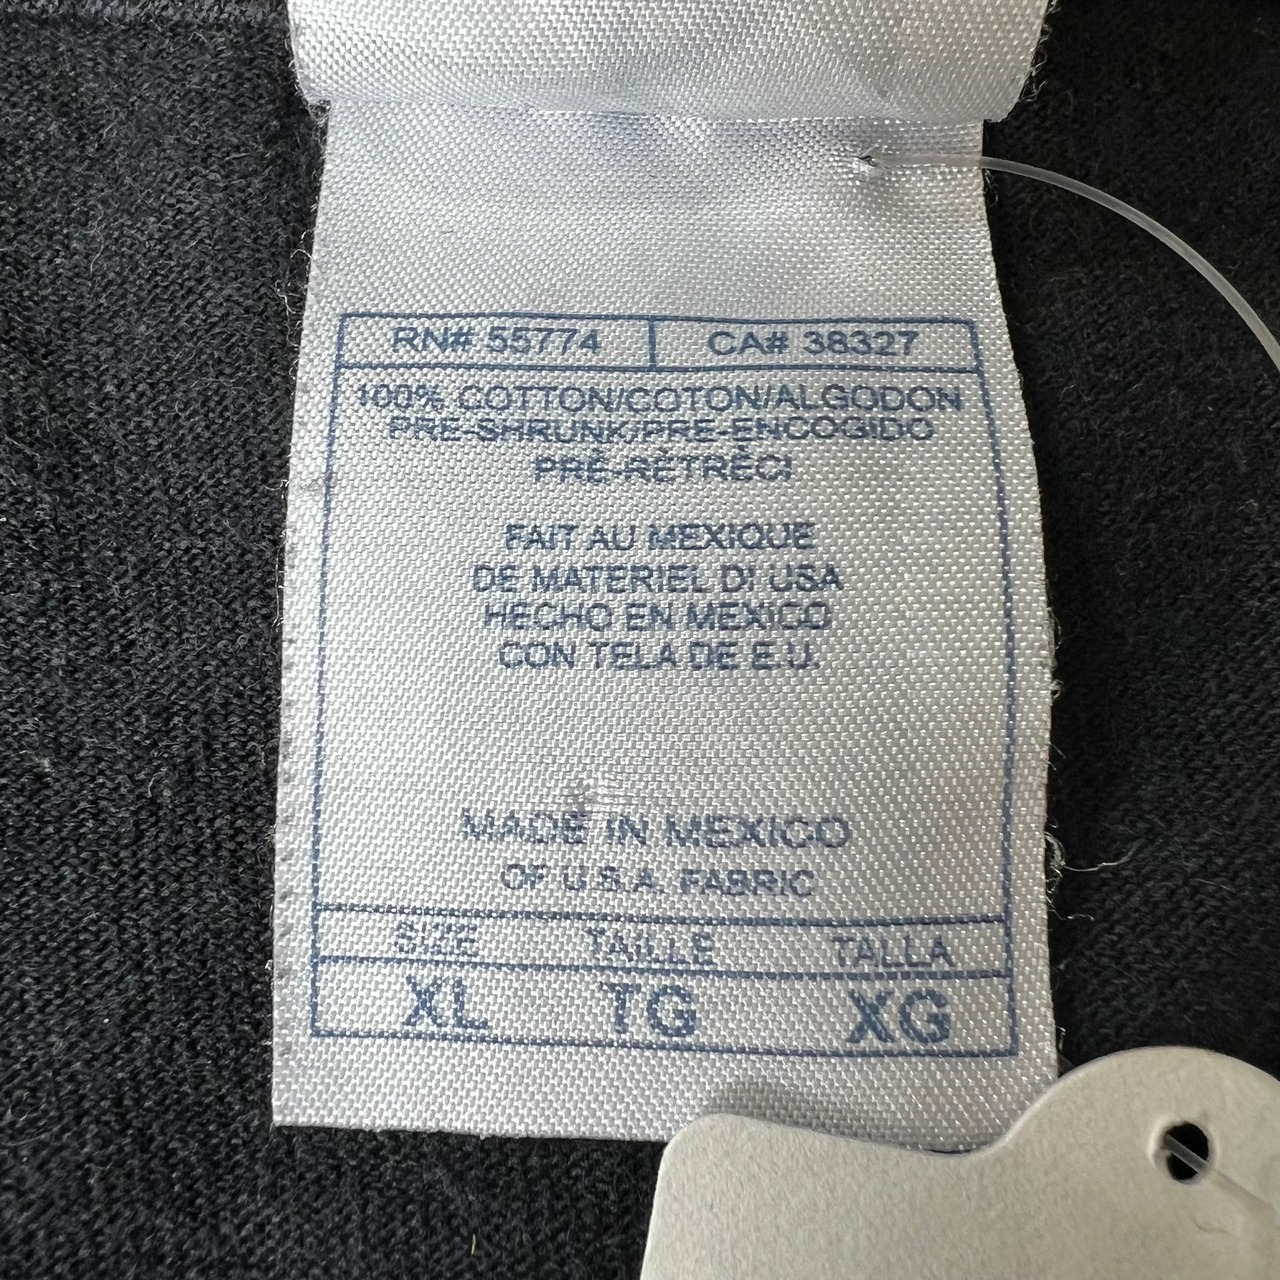 RN# 55774 CA# 38327
100% COTTON/COTON/ALGODON
PRE-SHRUNK/PRE-ENCOGIDO
PRÉ-RÉTRÉCI
FAIT AU MEXIQUE
DE MATERIEL D' USA
HECHO EN MEXICO
CON TELA DE E.U.
MADE IN MEXICO
OF U.S.A. FABRIC
SIZE TAILLE TALLA
XL TG XG